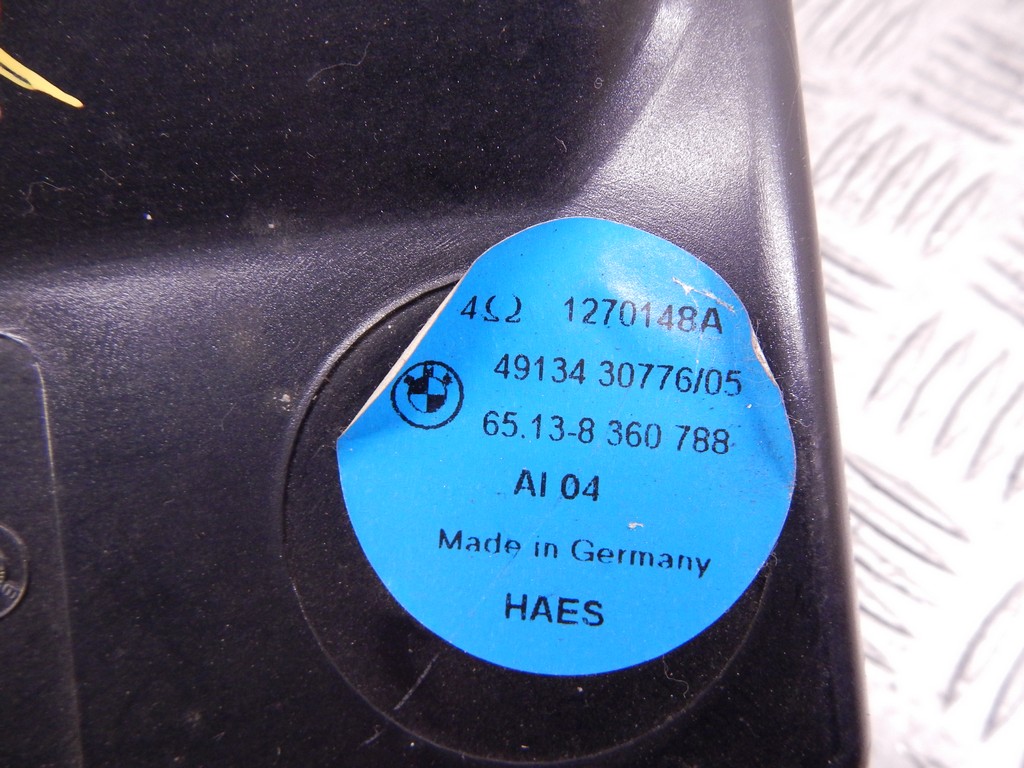 4Ω 1270148A
49134 30776/05
65.13-8 360 788
AI 04
Made in Germany
HAES